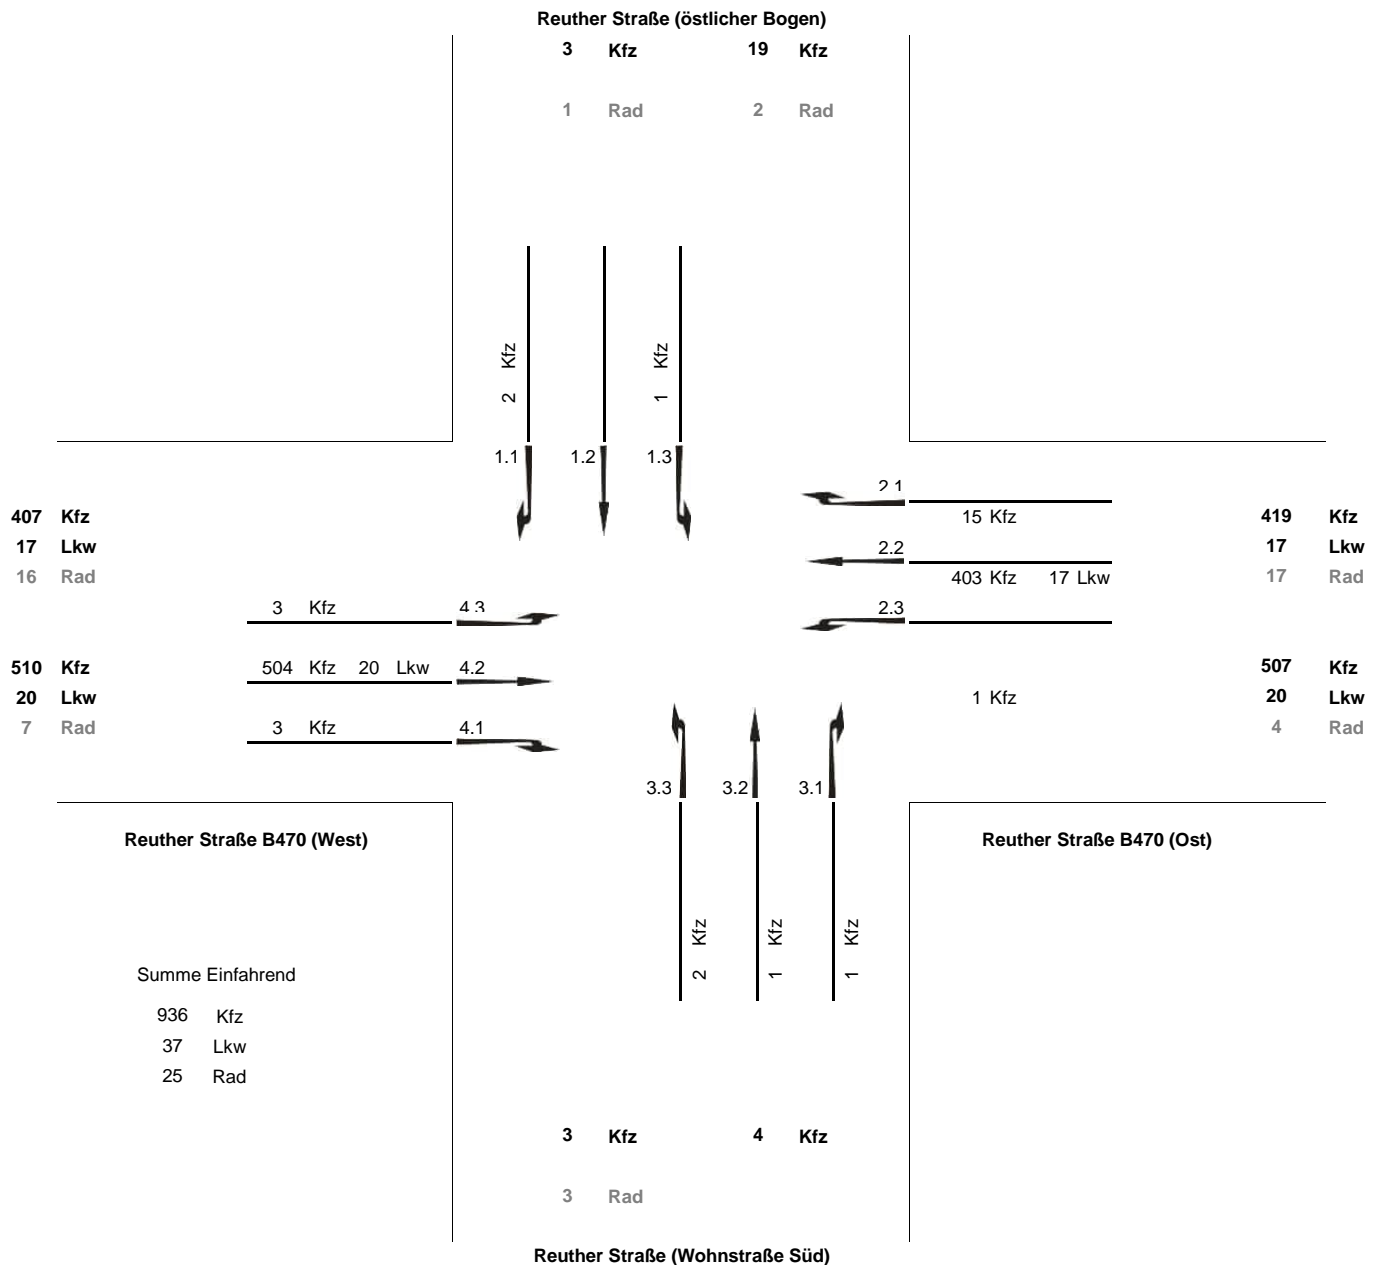 Reuther Straße (östlicher Bogen)
3 Kfz 19 Kfz
1 Rad 2 Rad
2 Kfz
1 Kfz
1.1 1.2 1.3
2.1
15 Kfz
2.2
403 Kfz 17 Lkw
2.3
1 Kfz
407 Kfz
17 Lkw
16 Rad
419 Kfz
17 Lkw
17 Rad
3 Kfz 4.3
504 Kfz 20 Lkw 4.2
3 Kfz 4.1
510 Kfz
20 Lkw
7 Rad
507 Kfz
20 Lkw
4 Rad
3.3 3.2 3.1
2 Kfz
1 Kfz
1 Kfz
Reuther Straße B470 (West)
Reuther Straße B470 (Ost)
Summe Einfahrend
936 Kfz
37 Lkw
25 Rad
3 Kfz 4 Kfz
3 Rad
Reuther Straße (Wohnstraße Süd)